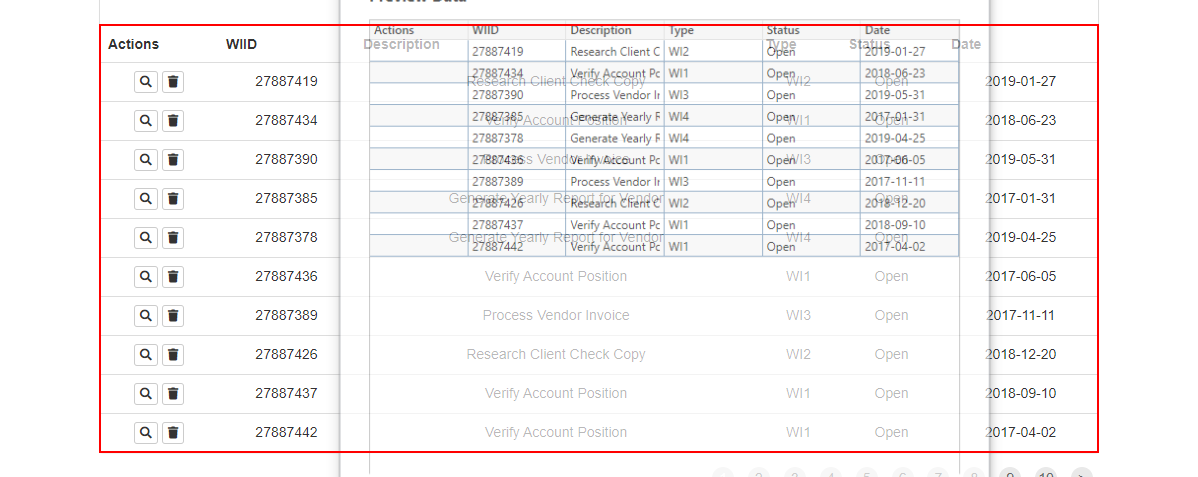 Preview Data
Actions WIID Description Type Status Date
27887419 Research Client C WI2 Open 2019-01-27
27887434 Verify Account Pc WI1 Open 2018-06-23
27887390 Process Vendor Ir WI3 Open 2019-05-31
27887385 Generate Yearly R WI4 Open 2017-01-31
27887378 Generate Yearly R WI4 Open 2019-04-25
27887436 Verify Account Pc WI1 Open 2017-06-05
27887389 Process Vendor Ir WI3 Open 2017-11-11
27887426 Research Client C WI2 Open 2018-12-20
27887437 Verify Account Pc WI1 Open 2018-09-10
27887442 Verify Account Pc WI1 Open 2017-04-02
Actions WIID Description Type Status Date
27887419 Research Client Check Copy WI2 Open 2019-01-27
27887434 Verify Account Position WI1 Open 2018-06-23
27887390 Process Vendor Invoice WI3 Open 2019-05-31
27887385 Generate Yearly Report for Vendor WI4 Open 2017-01-31
27887378 Generate Yearly Report for Vendor WI4 Open 2019-04-25
27887436 Verify Account Position WI1 Open 2017-06-05
27887389 Process Vendor Invoice WI3 Open 2017-11-11
27887426 Research Client Check Copy WI2 Open 2018-12-20
27887437 Verify Account Position WI1 Open 2018-09-10
27887442 Verify Account Position WI1 Open 2017-04-02